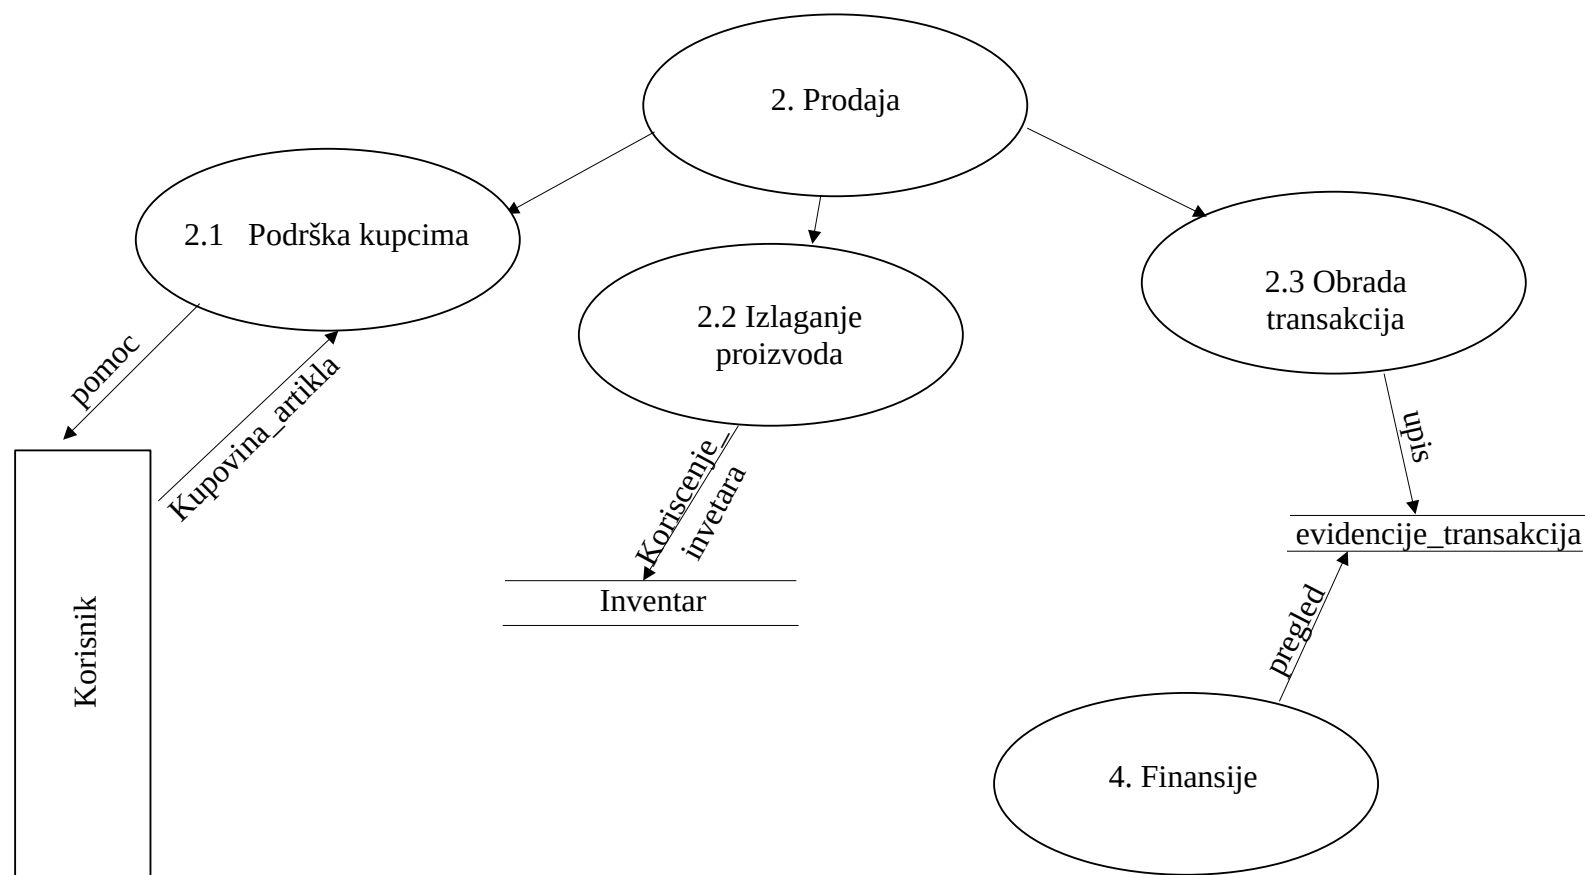 2. Prodaja
2.1   Podrška kupcima
2.2 Izlaganje
proizvoda
2.3 Obrada
transakcija
pomoc
Kupovina_artikla
Koriscenje_
invetara
upis
evidencije_transakcija
Inventar
pregled
Korisnik
4. Finansije